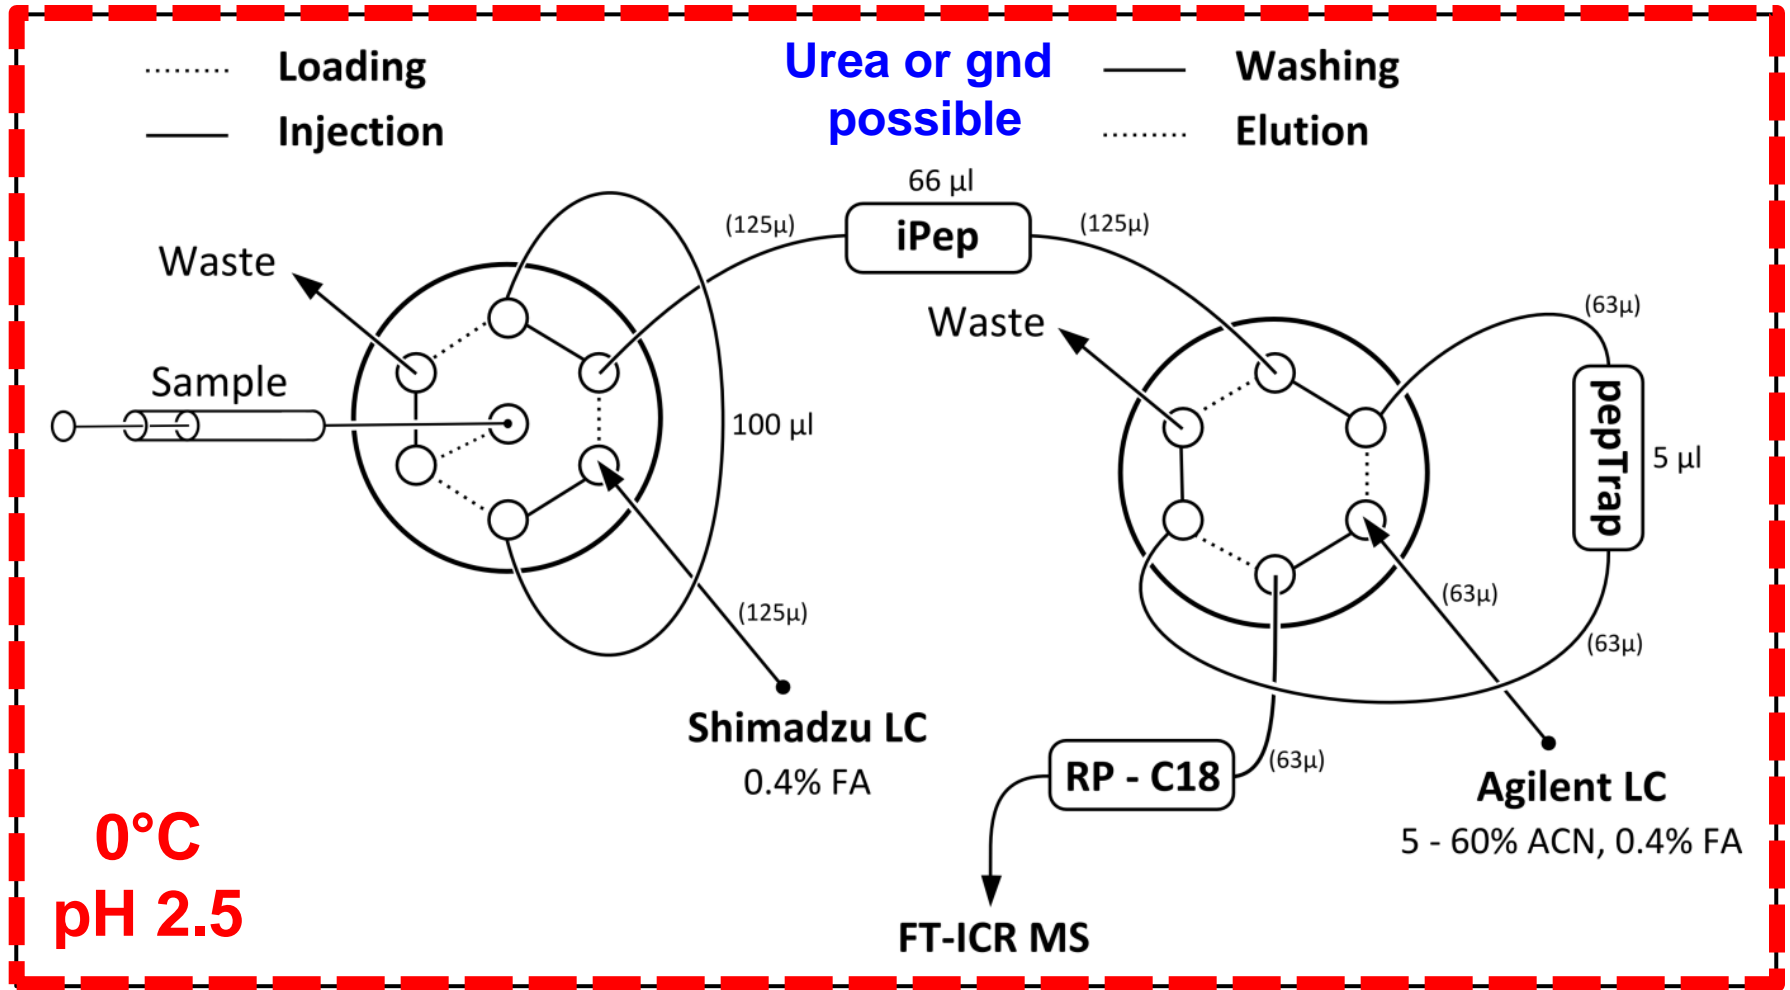 Loading
Injection
Urea or gnd
possible
Washing
Elution
66 µl
iPep
(125µ)
(125µ)
Waste
Sample
100 µl
(125µ)
Shimadzu LC
0.4% FA
Waste
(63µ)
pepTrap
5 µl
(63µ)
(63µ)
(63µ)
RP - C18
Agilent LC
5 - 60% ACN, 0.4% FA
FT-ICR MS
0°C
pH 2.5